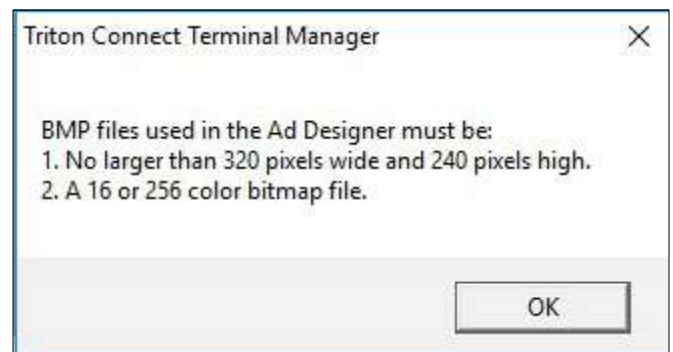 Triton Connect Terminal Manager
BMP files used in the Ad Designer must be:
1. No larger than 320 pixels wide and 240 pixels high.
2. A 16 or 256 color bitmap file.
OK